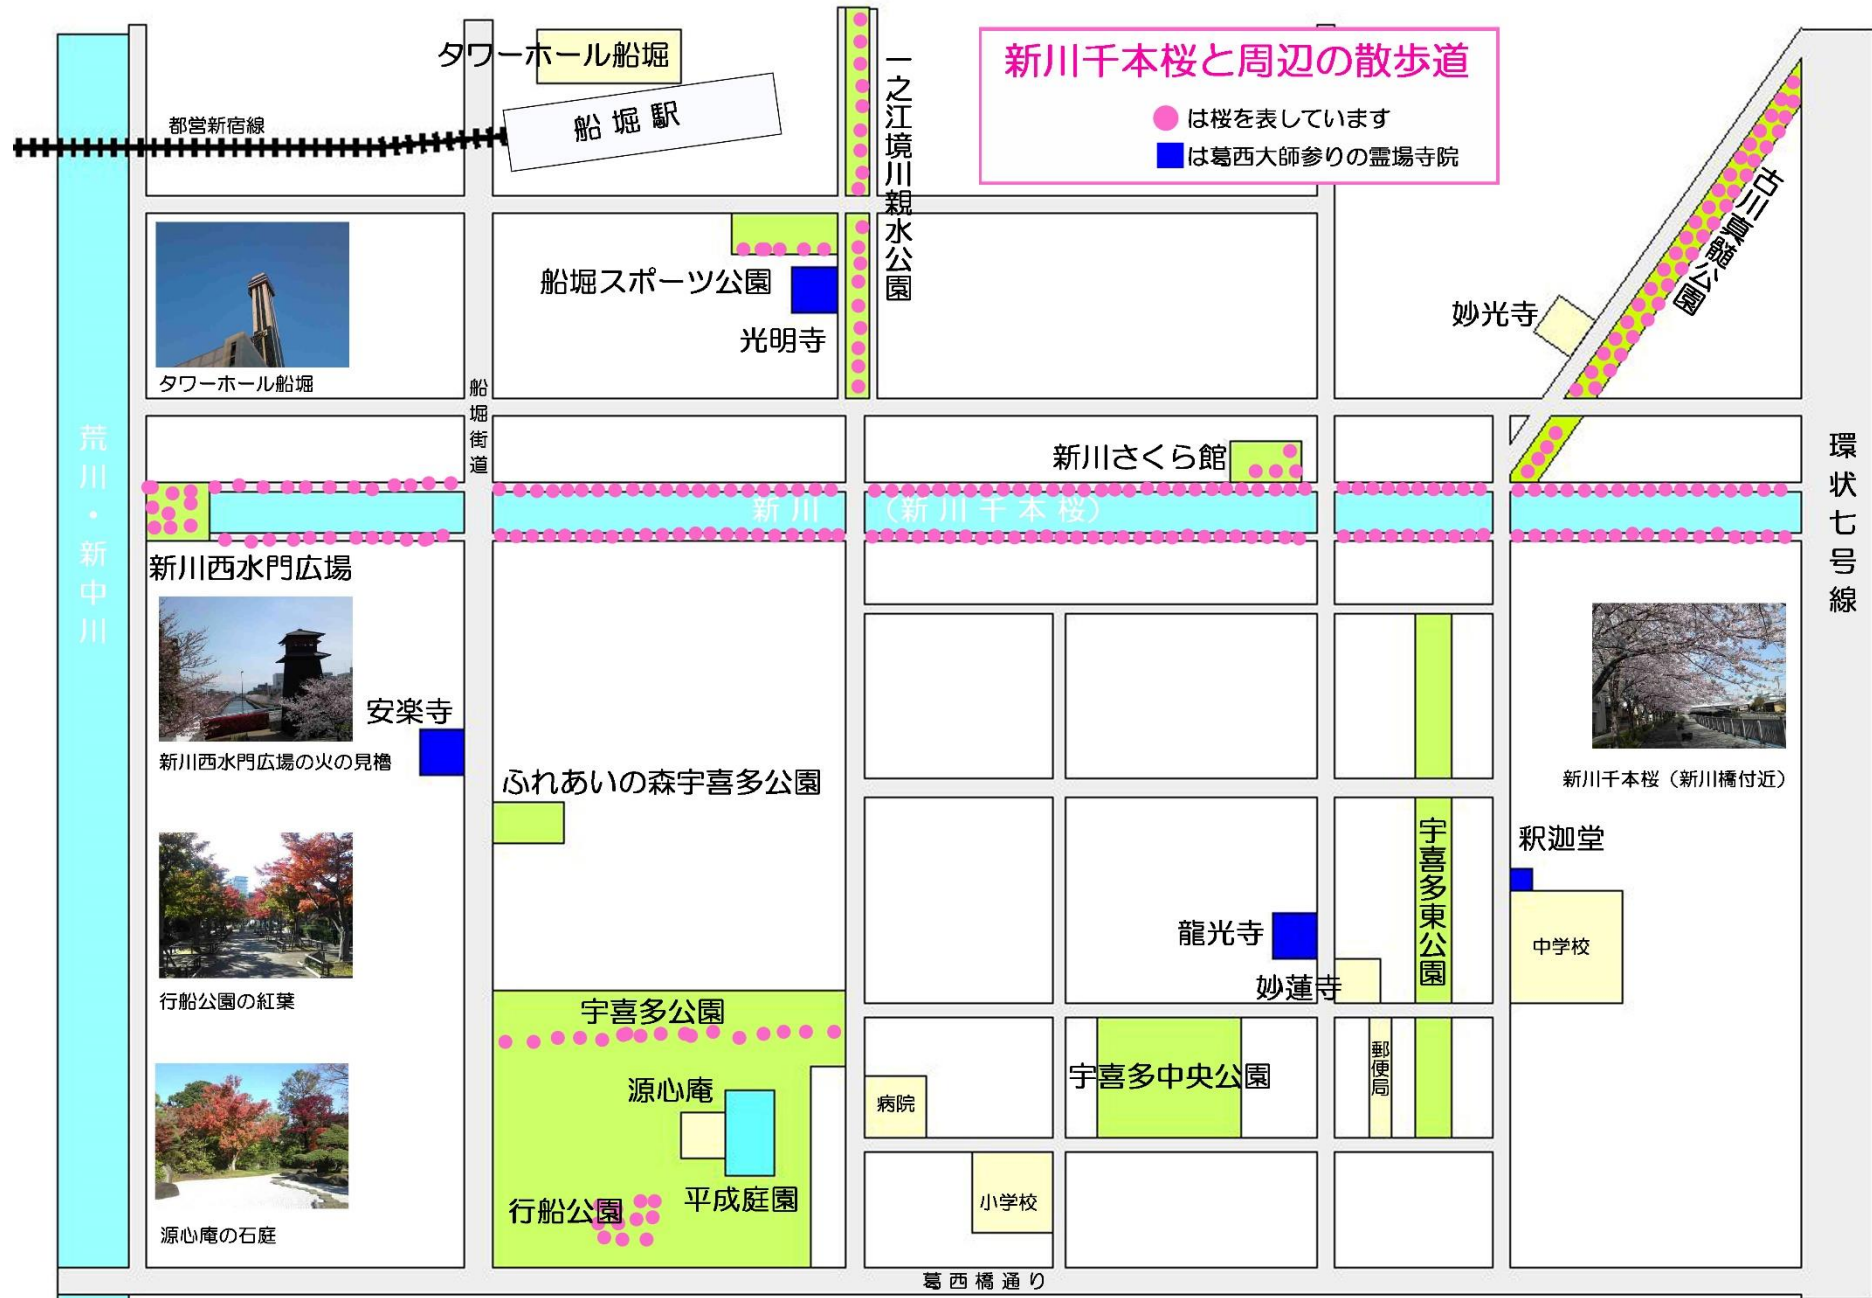 新川千本桜と周辺の散歩道
は桜を表しています
は葛西大師参りの霊場寺院
タワーホール船堀
船堀駅
都営新宿線
一之江境川親水公園
古川真髄公園
船堀スポーツ公園
光明寺
妙光寺
タワーホール船堀
船堀街道
新川さくら館
荒川・新中川
新川（新川千本桜）
環状七号線
新川西水門広場
新川西水門広場の火の見櫓
安楽寺
ふれあいの森宇喜多公園
新川千本桜（新川橋付近）
宇喜多東公園
釈迦堂
中学校
龍光寺
妙蓮寺
行船公園の紅葉
宇喜多公園
源心庵
平成庭園
行船公園
病院
宇喜多中央公園
郵便局
小学校
源心庵の石庭
葛西橋通り